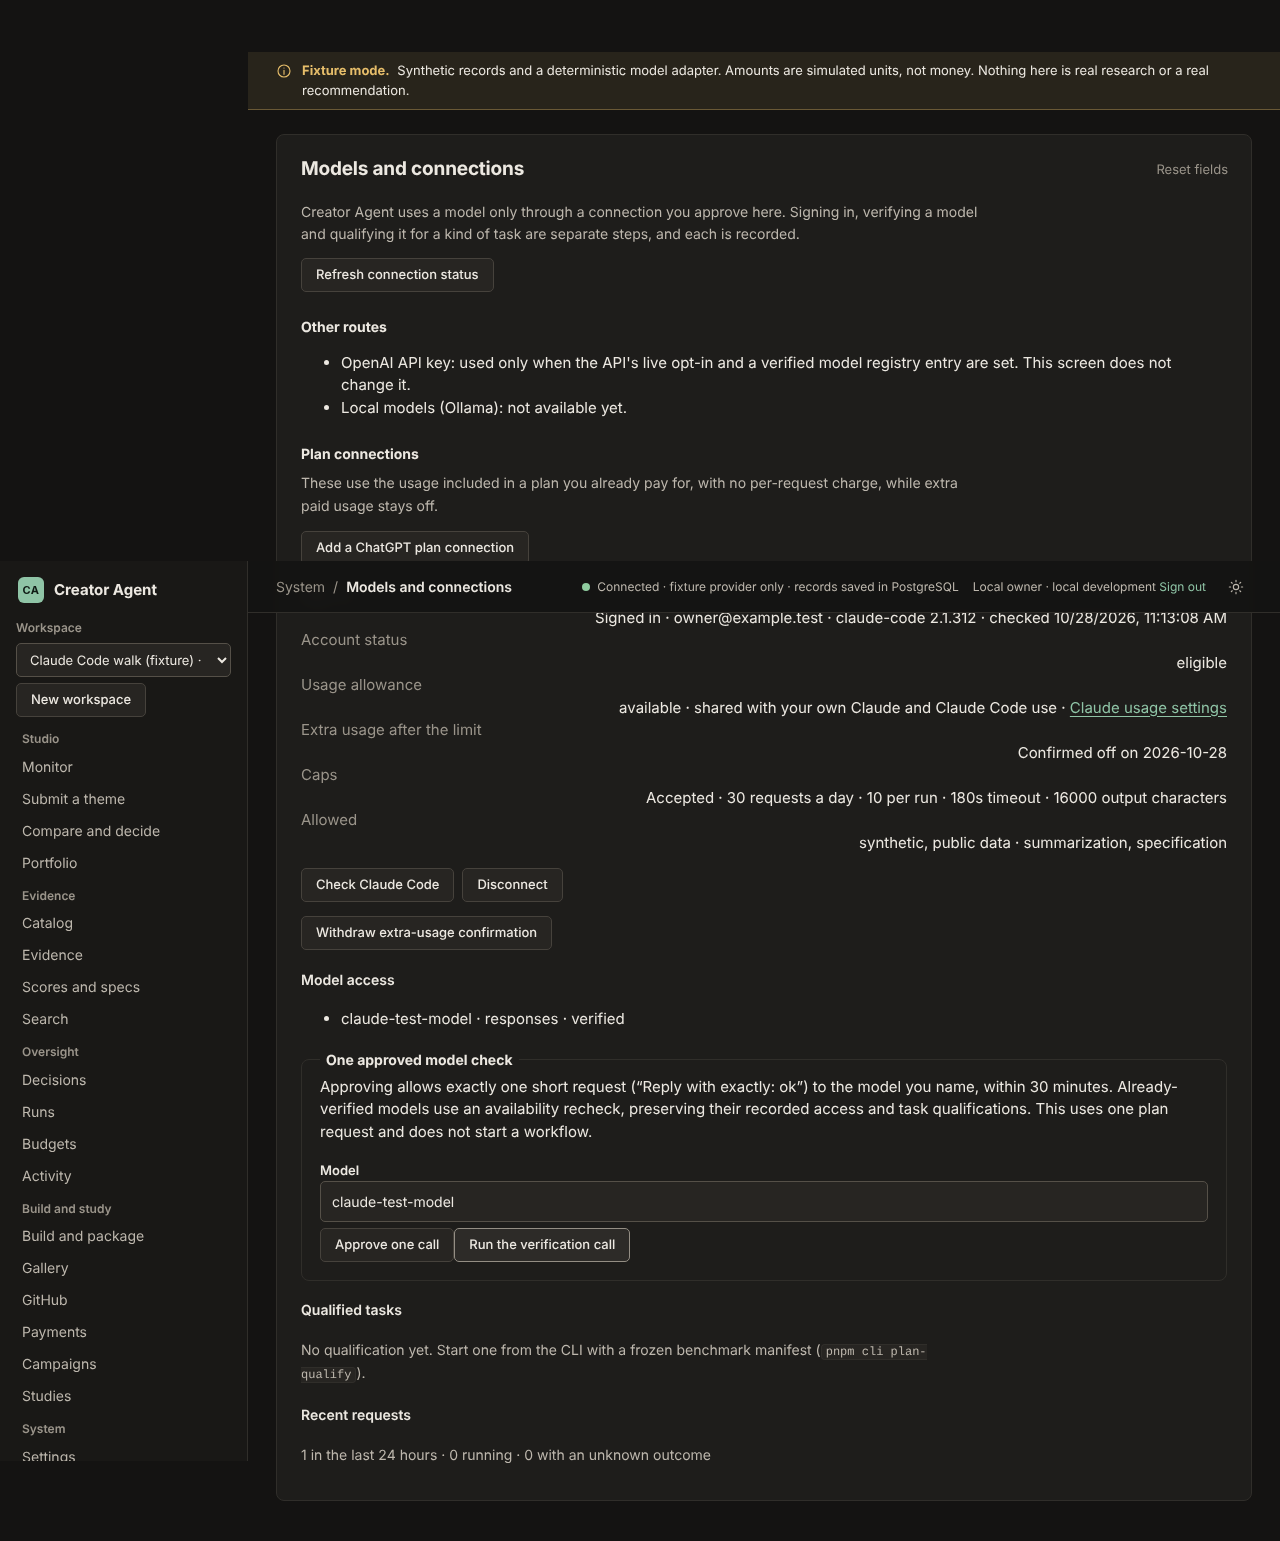 Fixture mode. Synthetic records and a deterministic model adapter. Amounts are simulated units, not money. Nothing here is real research or a real
recommendation.
Models and connections
Reset fields
Creator Agent uses a model only through a connection you approve here. Signing in, verifying a model
and qualifying it for a kind of task are separate steps, and each is recorded.
Refresh connection status
Other routes
• OpenAI API key: used only when the API's live opt-in and a verified model registry entry are set. This screen does not
change it.
• Local models (Ollama): not available yet.
Plan connections
These use the usage included in a plan you already pay for, with no per-request charge, while extra
paid usage stays off.
Add a ChatGPT plan connection
CA Creator Agent
Workspace
Claude Code walk (fixture) ·
New workspace
Studio
Monitor
Submit a theme
Compare and decide
Portfolio
Evidence
Catalog
Evidence
Scores and specs
Search
Oversight
Decisions
Runs
Budgets
Activity
Build and study
Build and package
Gallery
GitHub
Payments
Campaigns
Studies
System
Settings
System / Models and connections
Connected · fixture provider only · records saved in PostgreSQL
Local owner · local development Sign out
Signed in · owner@example.test · claude-code 2.1.312 · checked 10/28/2026, 11:13:08 AM
Account status
eligible
Usage allowance
available · shared with your own Claude and Claude Code use · Claude usage settings
Extra usage after the limit
Confirmed off on 2026-10-28
Caps
Accepted · 30 requests a day · 10 per run · 180s timeout · 16000 output characters
Allowed
synthetic, public data · summarization, specification
Check Claude Code
Disconnect
Withdraw extra-usage confirmation
Model access
• claude-test-model · responses · verified
One approved model check
Approving allows exactly one short request (“Reply with exactly: ok”) to the model you name, within 30 minutes. Already-
verified models use an availability recheck, preserving their recorded access and task qualifications. This uses one plan
request and does not start a workflow.
Model
claude-test-model
Approve one call
Run the verification call
Qualified tasks
No qualification yet. Start one from the CLI with a frozen benchmark manifest ( pnpm cli plan-
qualify ).
Recent requests
1 in the last 24 hours · 0 running · 0 with an unknown outcome